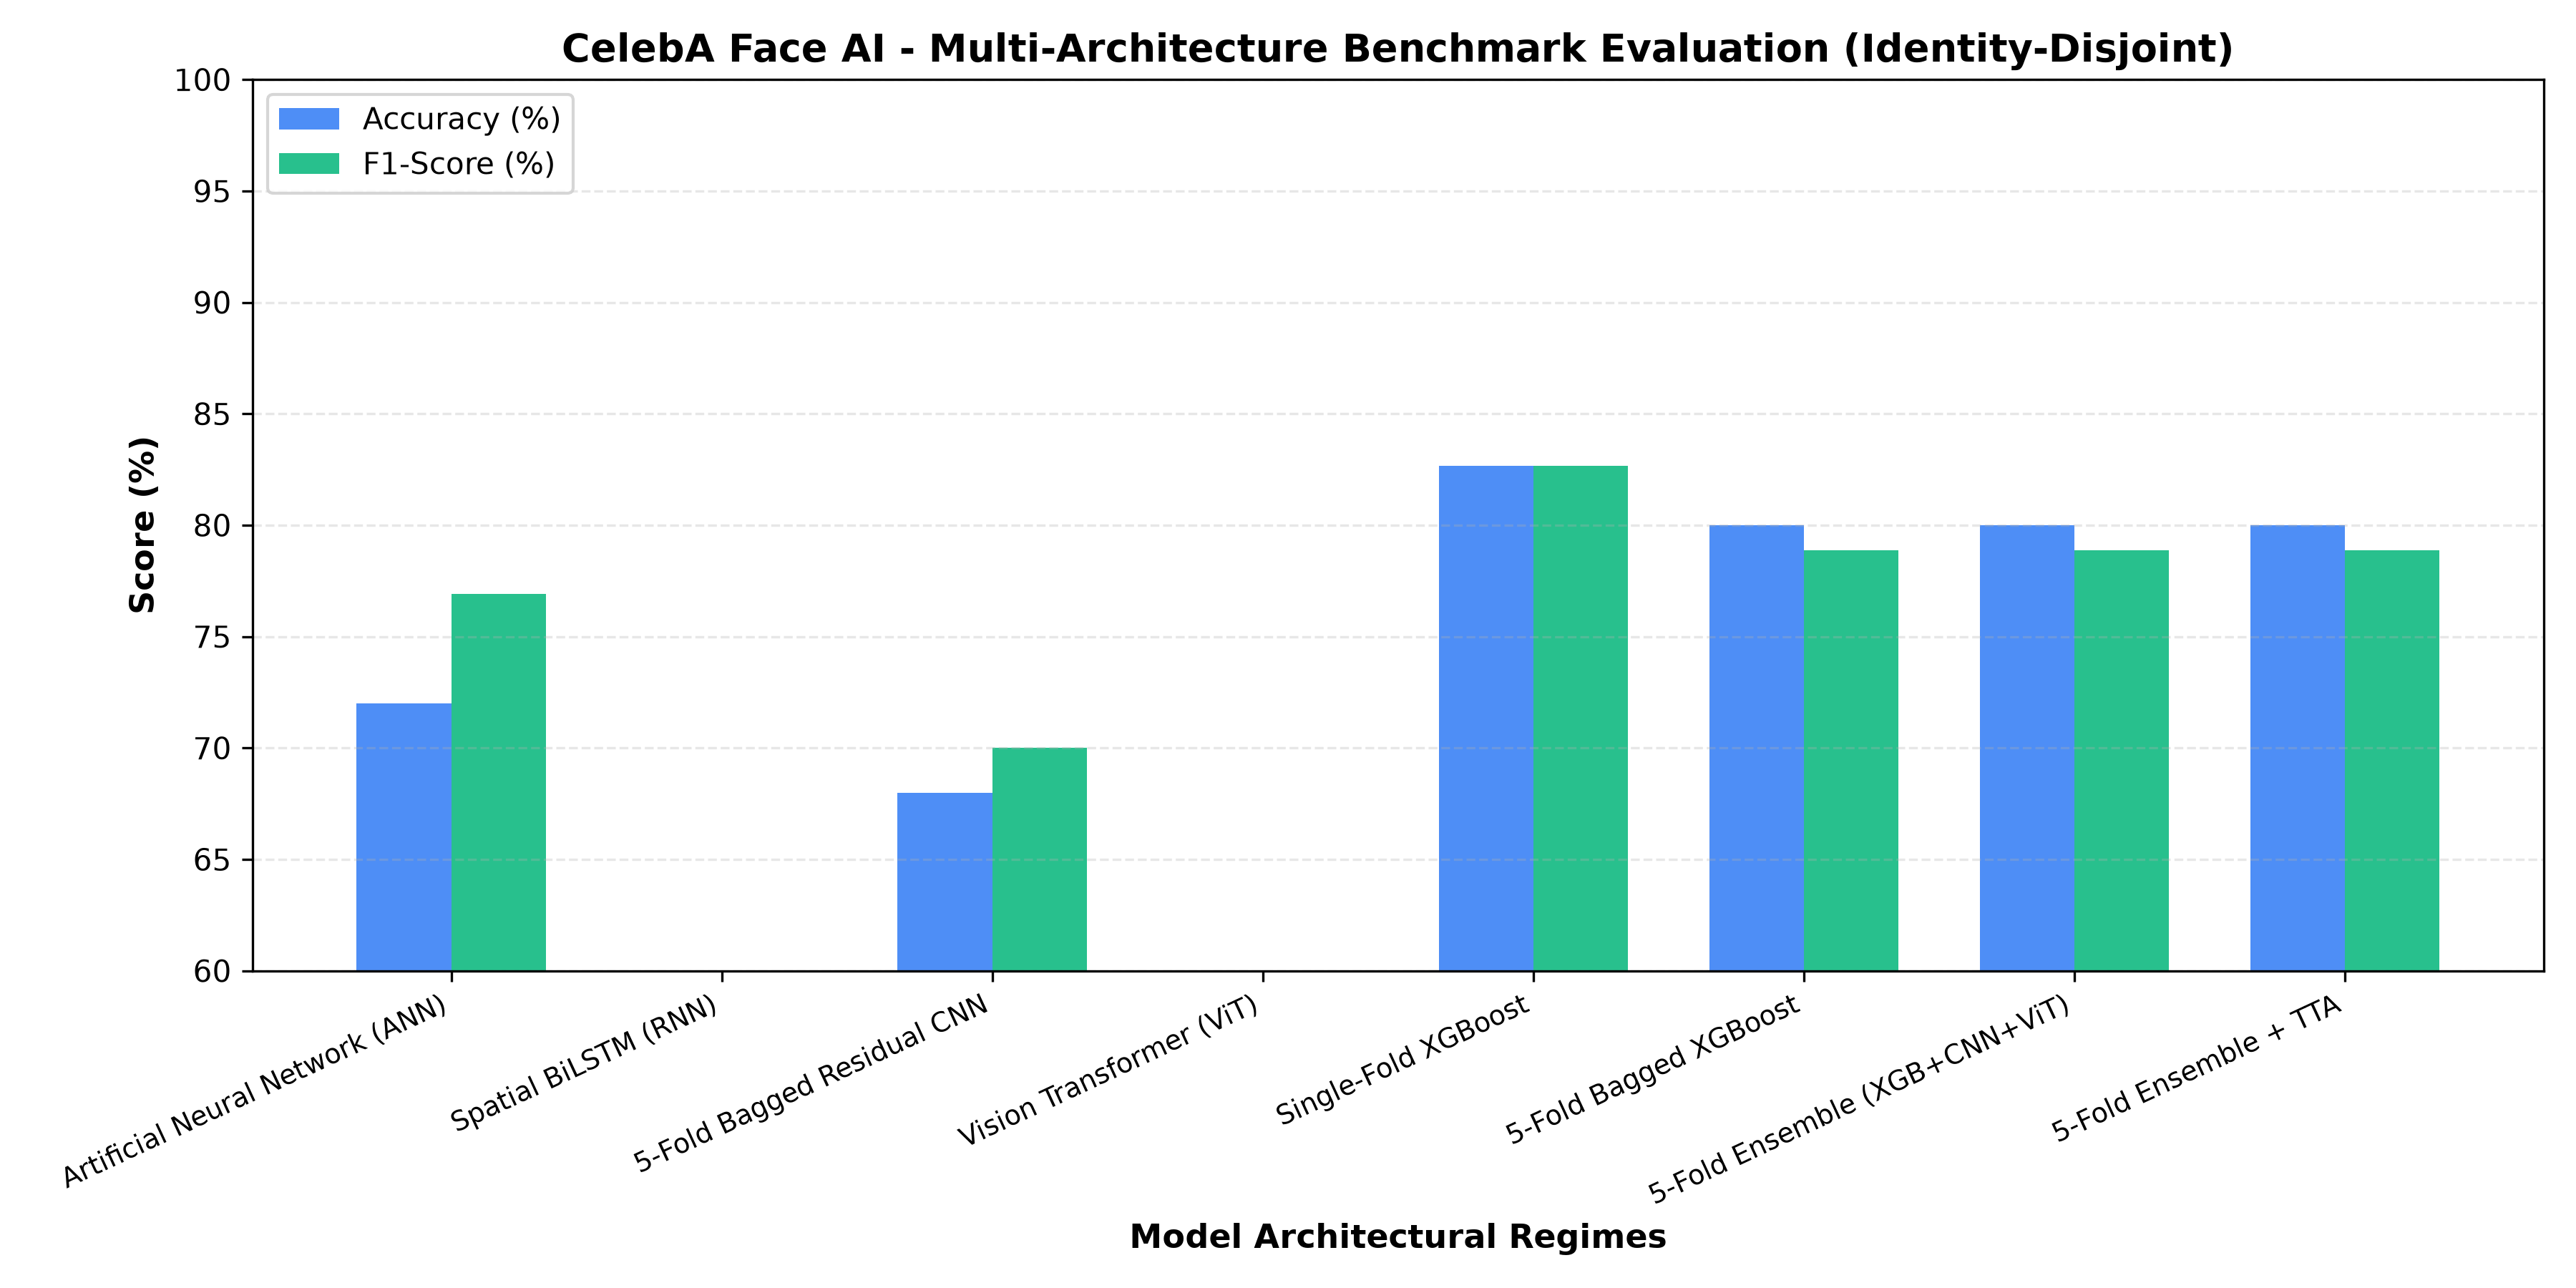 CelebA Face AI - Multi-Architecture Benchmark Evaluation (Identity-Disjoint)
Accuracy (%)
F1-Score (%)
Score (%)
100
95
90
85
80
75
70
65
60
Artificial Neural Network (ANN)
Spatial BiLSTM (RNN)
5-Fold Bagged Residual CNN
Vision Transformer (ViT)
Single-Fold XGBoost
5-Fold Bagged XGBoost
5-Fold Ensemble (XGB+CNN+ViT)
5-Fold Ensemble + TTA
Model Architectural Regimes